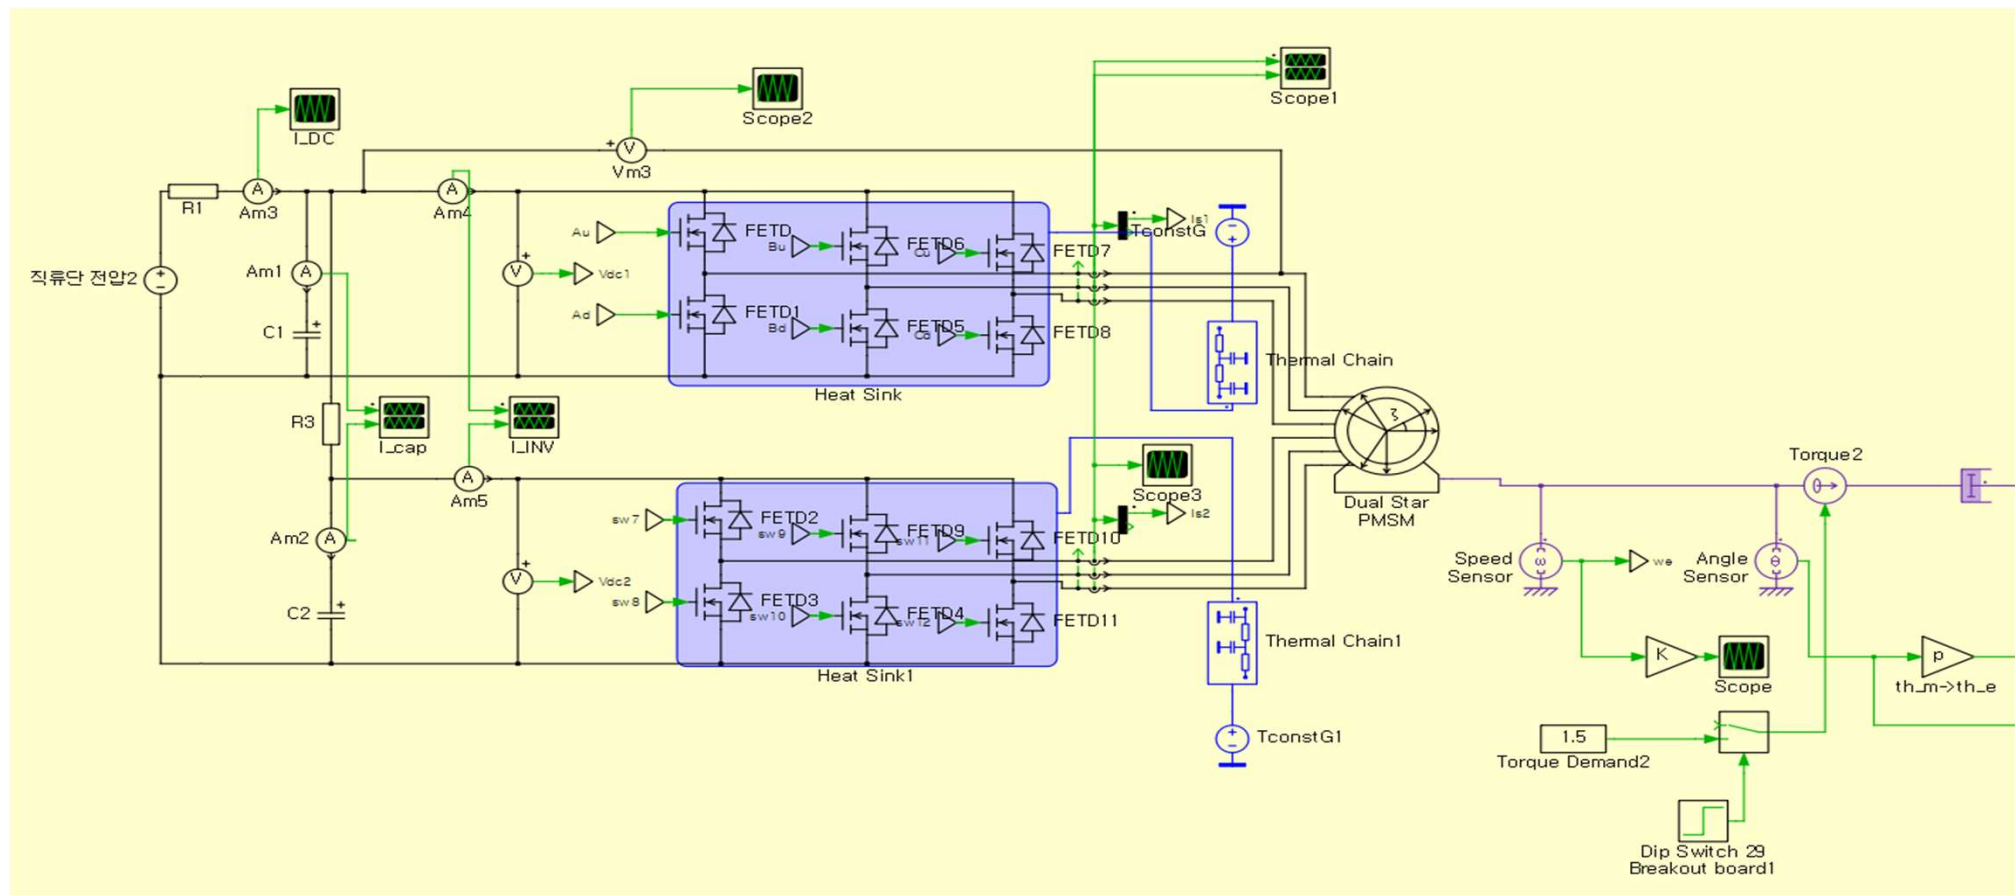 Scope1
Scope2
I_DC
Vm3
R1
Am3
Am4
Au
FETD
Bu
FETD6
Cu
FETD7
Is1
TconstG
직류단 전압2
Am1
Vdc1
C1
Ad
FETD1
Bd
FETD5
Cd
FETD8
Thermal Chain
Heat Sink
R3
I_cap
I_INV
ζ
Am5
Scope3
Dual Star
PMSM
Torque2
sw7
FETD2
sw9
FETD9
sw11
FETD10
Is2
Am2
Vdc2
Speed
Sensor
ω
we
Angle
Sensor
θ
C2
sw8
FETD3
sw10
FETD4
sw12
FETD11
Thermal Chain1
Heat Sink1
K
Scope
p
th_m->th_e
TconstG1
1.5
Torque Demand2
Dip Switch 29
Breakout board1